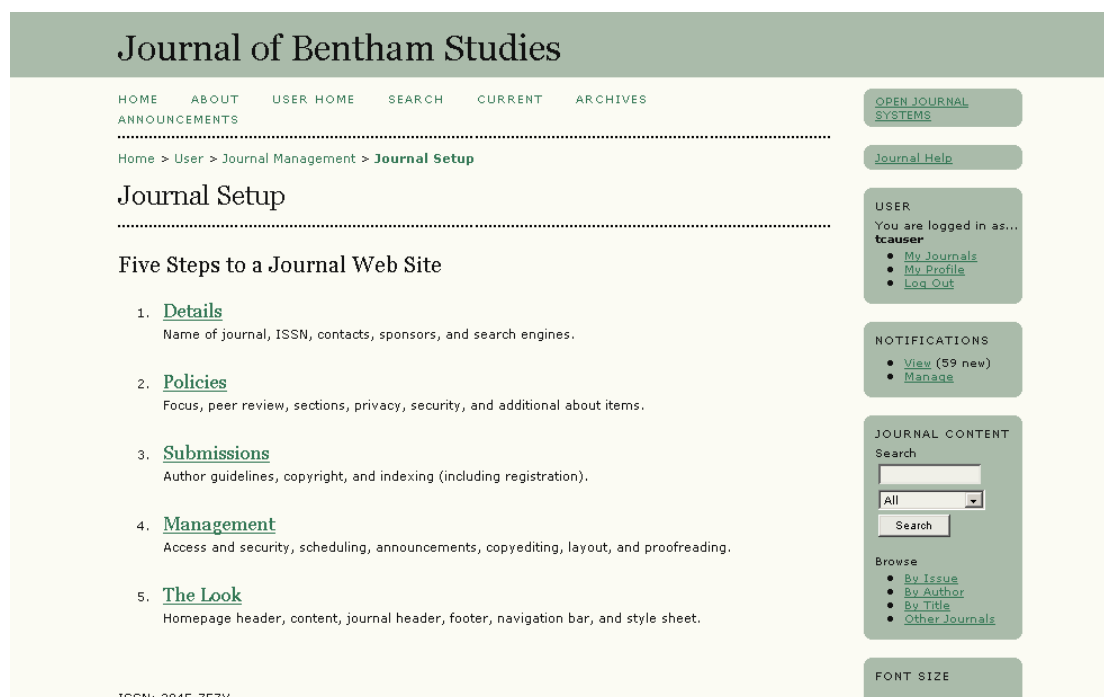 Journal of Bentham Studies
HOME ABOUT USER HOME SEARCH CURRENT ARCHIVES
ANNOUNCEMENTS
Home > User > Journal Management > Journal Setup
Journal Setup
Five Steps to a Journal Web Site
1. Details
Name of journal, ISSN, contacts, sponsors, and search engines.
2. Policies
Focus, peer review, sections, privacy, security, and additional about items.
3. Submissions
Author guidelines, copyright, and indexing (including registration).
4. Management
Access and security, scheduling, announcements, copyediting, layout, and proofreading.
5. The Look
Homepage header, content, journal header, footer, navigation bar, and style sheet.
OPEN JOURNAL
SYSTEMS
Journal Help
USER
You are logged in as...
tcauser
My Journals
My Profile
Log Out
NOTIFICATIONS
View (59 new)
Manage
JOURNAL CONTENT
Search
All
Search
Browse
By Issue
By Author
By Title
Other Journals
FONT SIZE